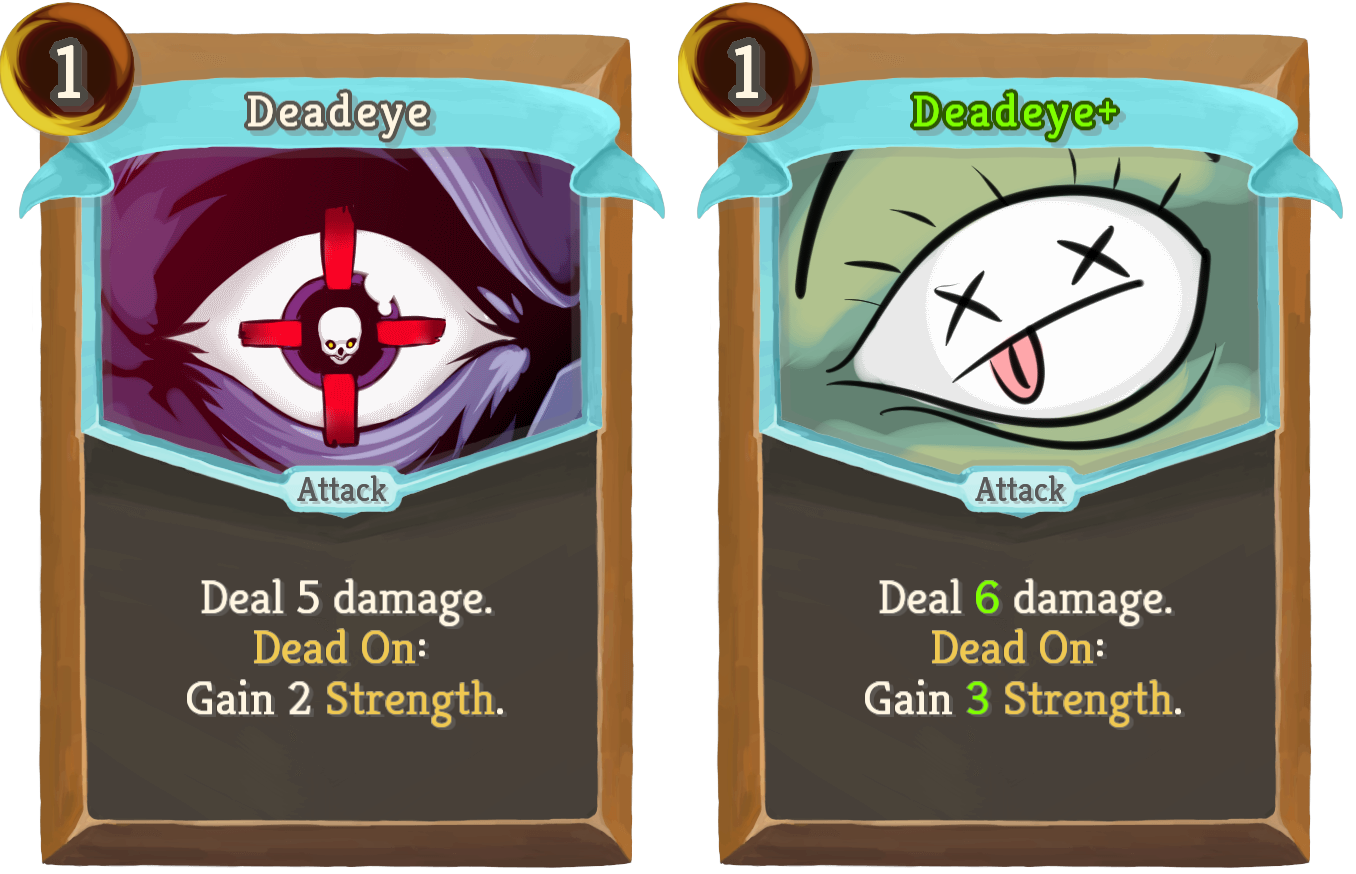 1
Deadeye
Attack
Deal 5 damage.
Dead On:
Gain 2 Strength.
1
Deadeye+
Attack
Deal 6 damage.
Dead On:
Gain 3 Strength.